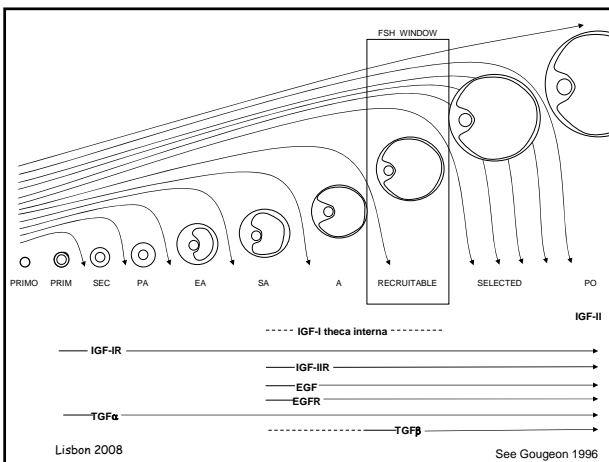 FSH WINDOW
PRIMO PRIM SEC PA EA SA A RECRUITABLE SELECTED PO
IGF-II
IGF-I theca interna
IGF-IR
IGF-IIR
EGF
EGFR
TGFα
TGFβ
Lisbon 2008
See Gougeon 1996